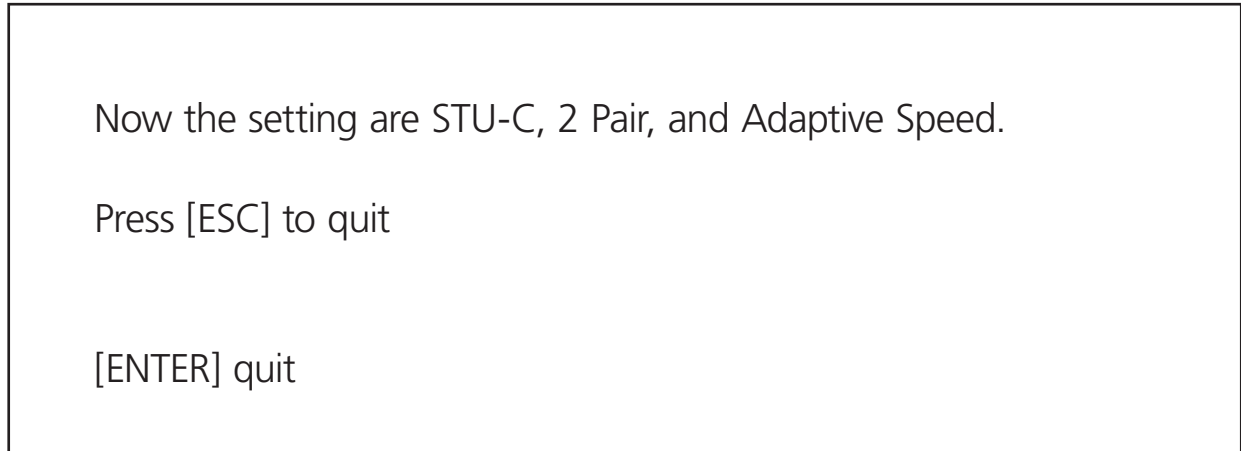 Now the setting are STU-C, 2 Pair, and Adaptive Speed.
Press [ESC] to quit
[ENTER] quit